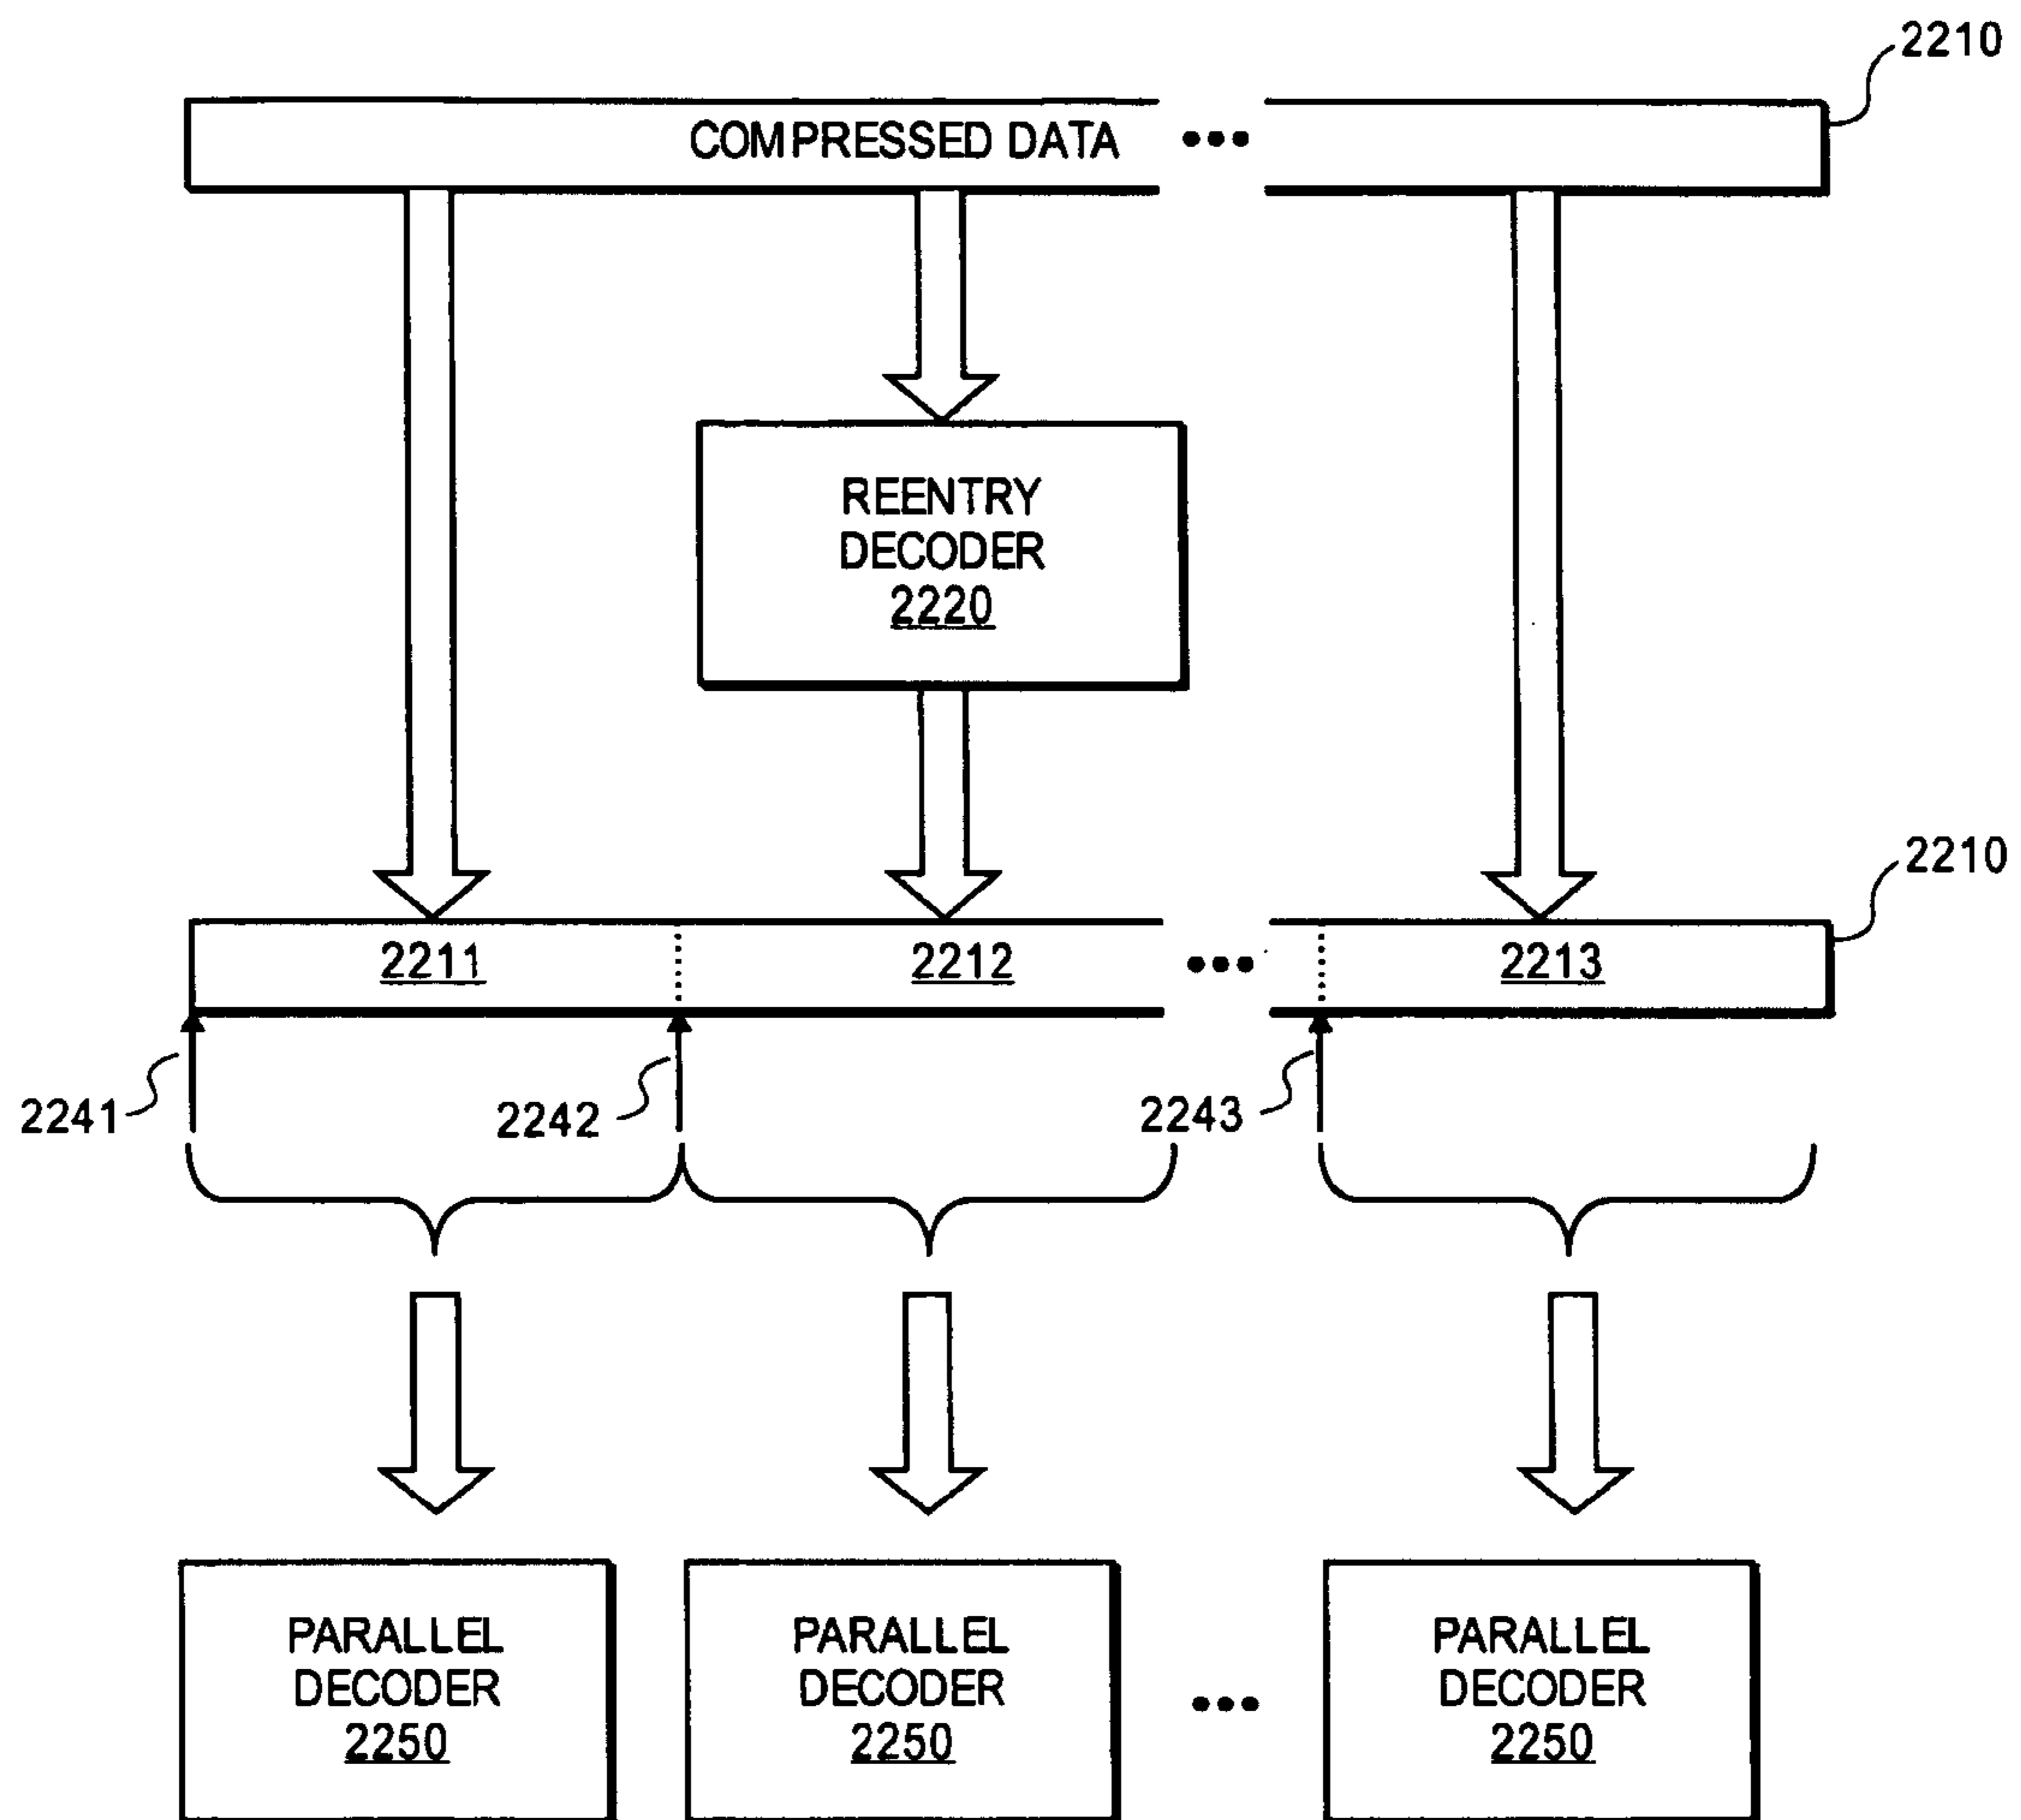 2210
COMPRESSED DATA •••
REENTRY
DECODER
2220
2210
2211
2212
•••
2213
2241
2242
2243
PARALLEL
DECODER
2250
PARALLEL
DECODER
2250
•••
PARALLEL
DECODER
2250